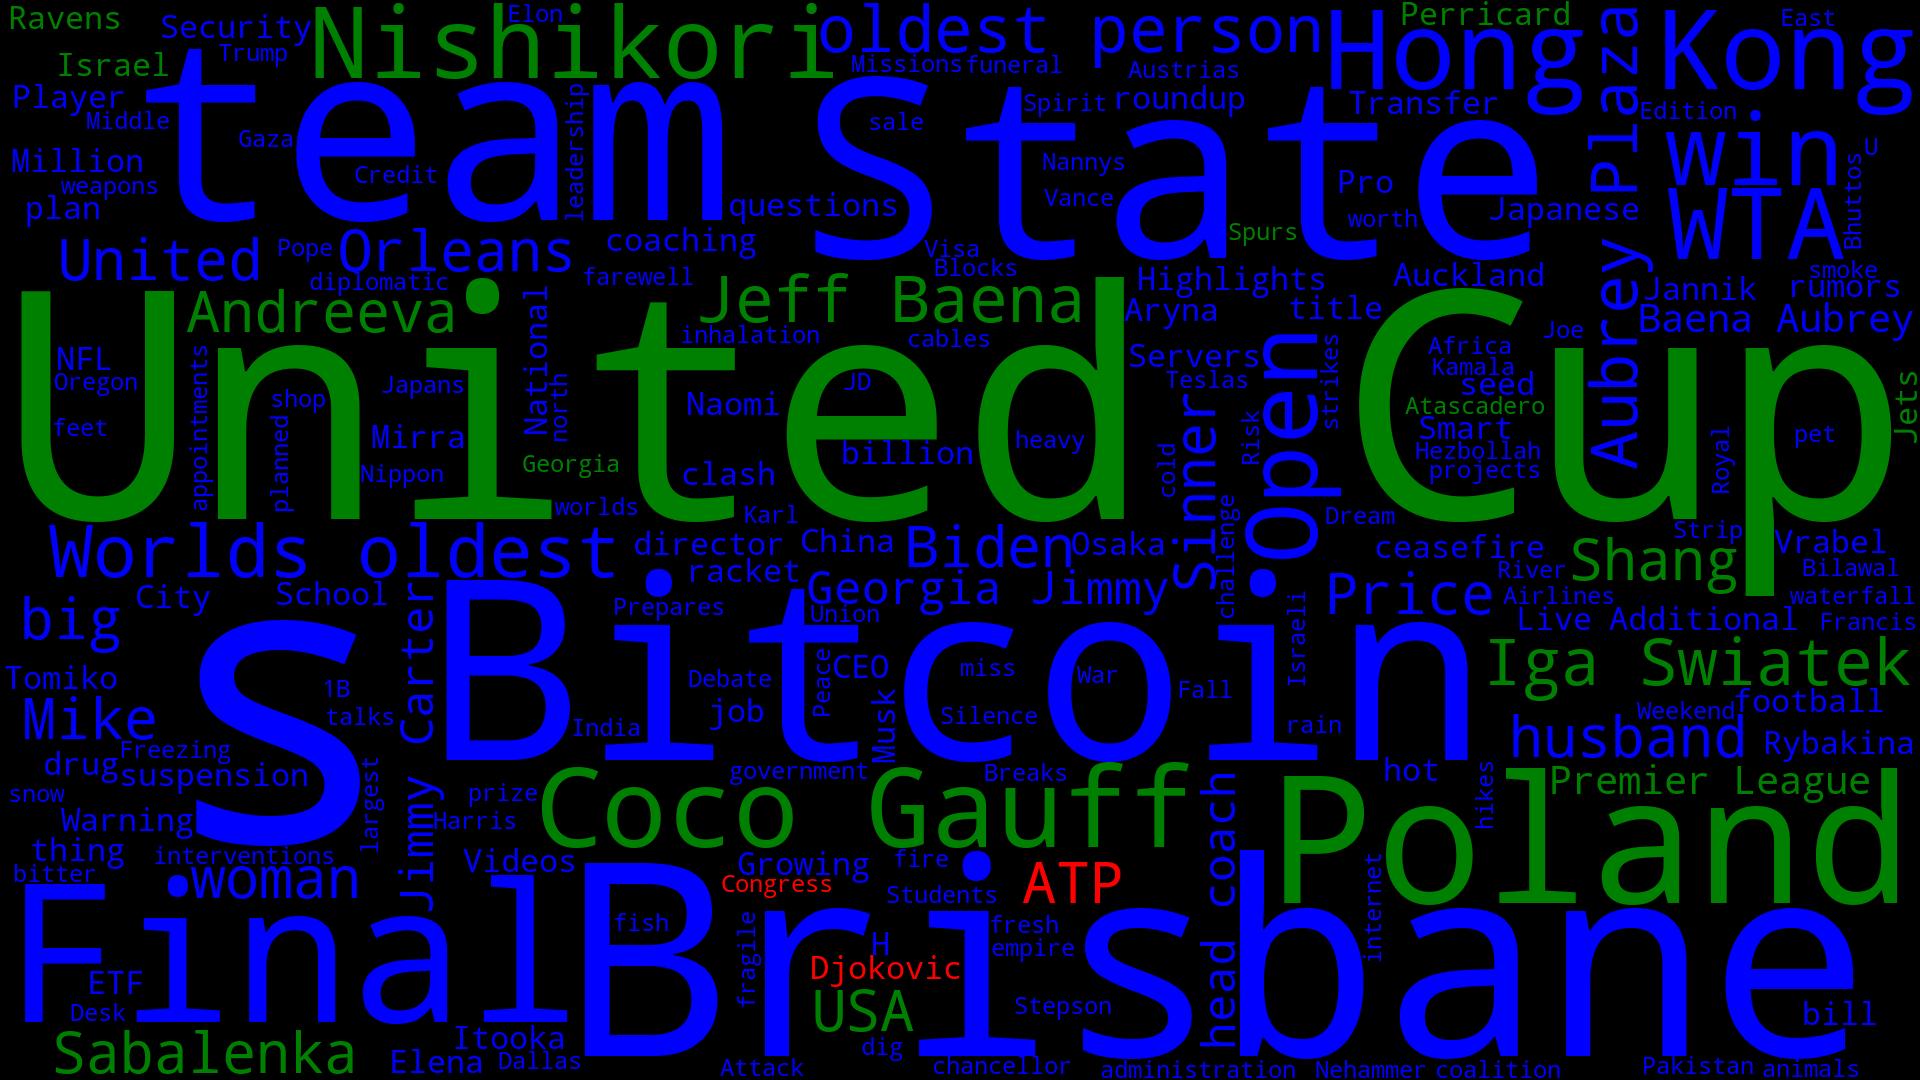 Ravens
Security
Elon
Nishikori
oldest person
Perricard
Hong Kong
East
Trump
Israel
Missions
funeral
Austrias
Plaza
Player
Middle
team
leadership
State
sale
Spirit
roundup
Transfer
Edition
win
U
Gaza
Credit
Million
weapons
plan
Nannys
Vance
Pro
worth
questions
Japanese
WTA
Bhuttos
Spurs
United
Pope
Orleans
coaching
Visa
Blocks
diplomatic
farewell
Highlights
Auckland
smoke
rumors
Jannik
Andreeva
National
Jeff Baena
Aryna
title
Baena Aubrey
Aubrey
Joe
United Cup
NFL
Oregon
feet
appointments
shop
planned
Japans
Mirra
Nippon
north
Georgia
inhalation
cables
Naomi
JD
clash
billion
heavy
Servers
Teslas
cold
Sinner
Risk
Open
strikes
Africa
Kamala
seed
Atascadero
Smart
Hezbollah
projects
Royal
pet
Jets
worlds
Karl
Dream
challenge
Strip
Worlds oldest
director
China
Biden
Osaka
ceasefire
Shang
Vrabel
racket
River
Bilawal
City
School
Carter
Georgia Jimmy
Price
Airlines
waterfall
big
Prepares
Union
Israeli
Live
Additional
Francis
s
Bitcoin
Iga Swiatek
Tomiko
1B
talks
Debate
Peace
CEO
miss
War
Fall
Mike
India
job
Musk
Silence
rain
Weekend
football
husband
Rybakina
drug
Freezing
suspension
largest
government
Breaks
hot
hikes
Premier League
snow
prize
Coco Gauff
Poland
Warning
Harris
Jimmy
head coach
thing
interventions
bitter
woman
Videos
Growing
fire
Congress
Students
ATP
internet
Final
Brisbane
fish
fragile
H
fresh
empire
Djokovic
ETF
Desk
USA
Stepson
bill
Sabalenka
Itooka
Elena
Dallas
dig
Attack
chancellor
administration
Nehammer
coalition
Pakistan
animals